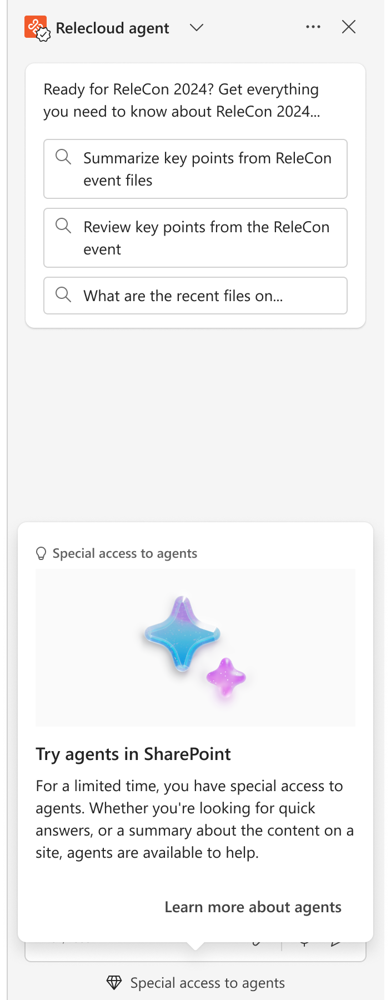 Relecloud agent
Ready for ReleCon 2024? Get everything
you need to know about ReleCon 2024...
Summarize key points from ReleCon
event files
Review key points from the ReleCon
event
What are the recent files on...
Special access to agents
Try agents in SharePoint
For a limited time, you have special access to
agents. Whether you're looking for quick
answers, or a summary about the content on a
site, agents are available to help.
Learn more about agents
Special access to agents